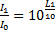 I₁/I₀ = 10^(L₁/10)